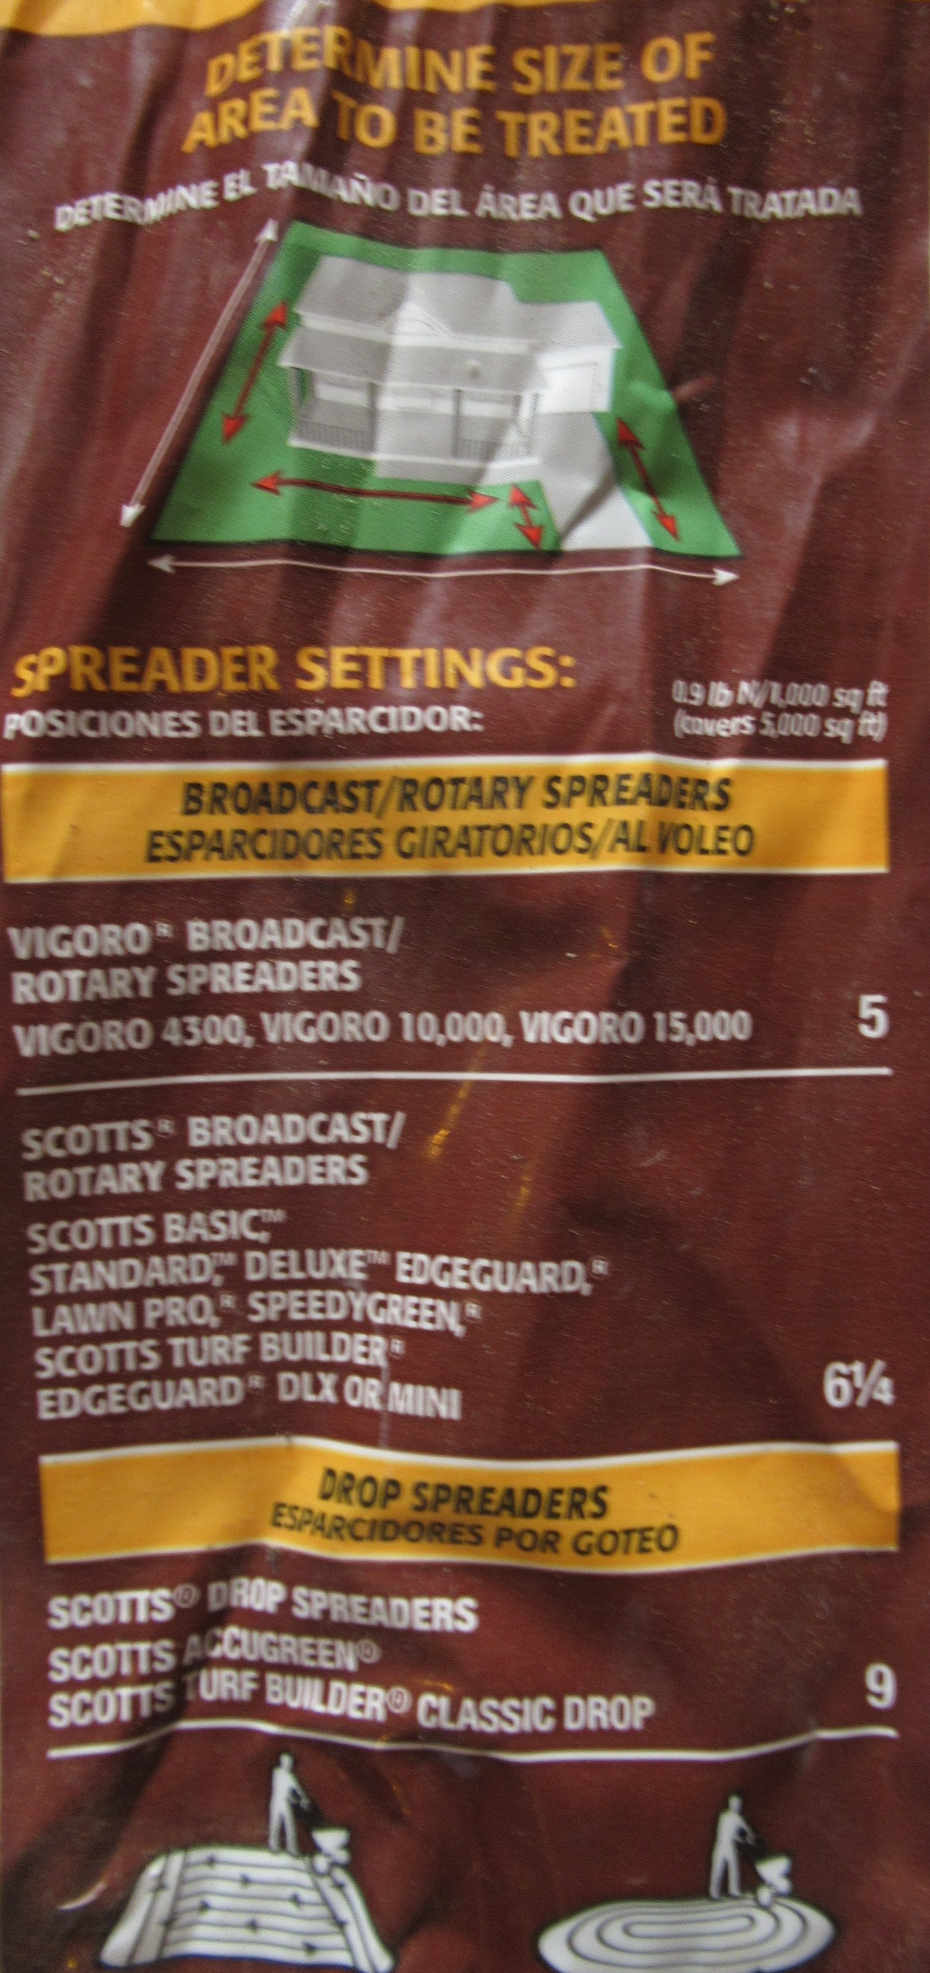 DETERMINE SIZE OF
AREA TO BE TREATED
DETERMINE EL TAMAÑO DEL ÁREA QUE SERÁ TRATADA
SPREADER SETTINGS:
POSICIONES DEL ESPARCIDOR:
0.9 lb N/1,000 sq ft
(covers 5,000 sq ft)
BROADCAST/ROTARY SPREADERS
ESPARCIDORES GIRATORIOS/AL VOLEO
VIGORO® BROADCAST/
ROTARY SPREADERS
VIGORO 4300, VIGORO 10,000, VIGORO 15,000 5
SCOTTS® BROADCAST/
ROTARY SPREADERS
SCOTTS BASIC,™
STANDARD,™ DELUXE™ EDGEGUARD,®
LAWN PRO,® SPEEDYGREEN,®
SCOTTS TURF BUILDER®
EDGEGUARD® DLX OR MINI 6¼
DROP SPREADERS
ESPARCIDORES POR GOTEO
SCOTTS® DROP SPREADERS
SCOTTS ACCUGREEN®
SCOTTS TURF BUILDER® CLASSIC DROP 9